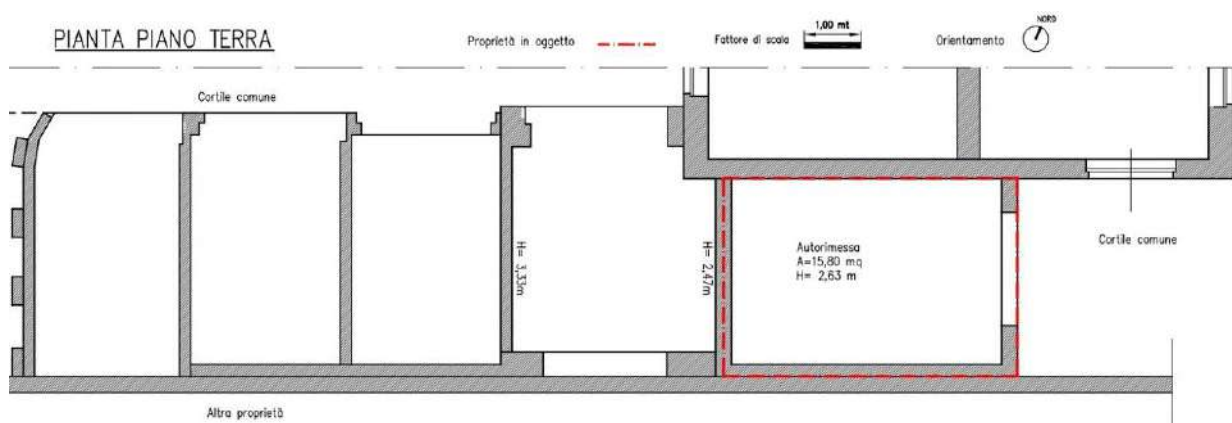 PIANTA PIANO TERRA
Proprietà in oggetto
Fattore di scala
1,00 mt
Orientamento
NORD
Cortile comune
H= 3,33m
H= 2,47m
Autorimessa
A=15,80 mq
H= 2,63 m
Cortile comune
Altra proprietà